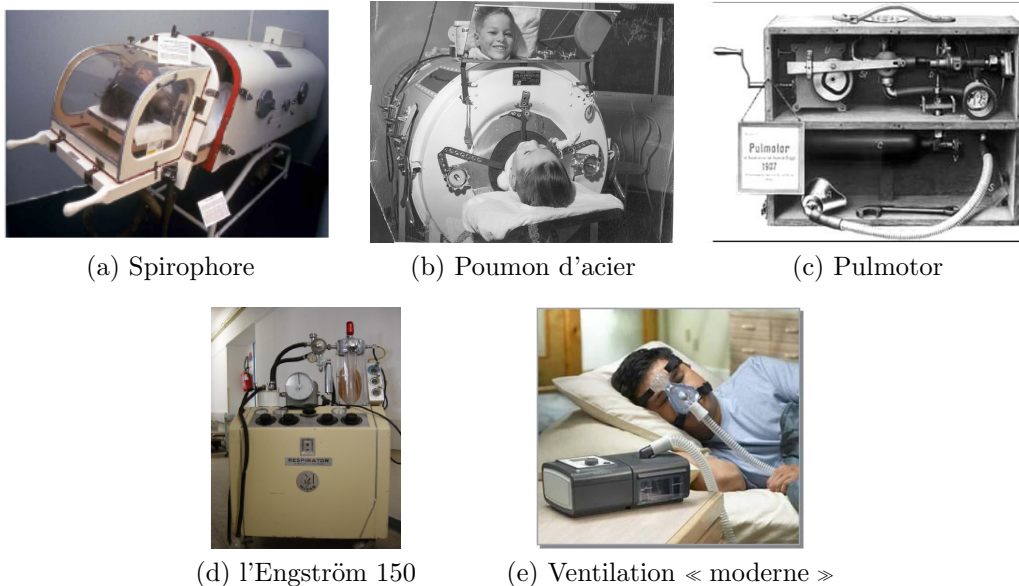 (a) Spirophore
(b) Poumon d'acier
Pulmotor
1907
(c) Pulmotor
RESPIRATOR
(d) l'Engström 150
(e) Ventilation « moderne »